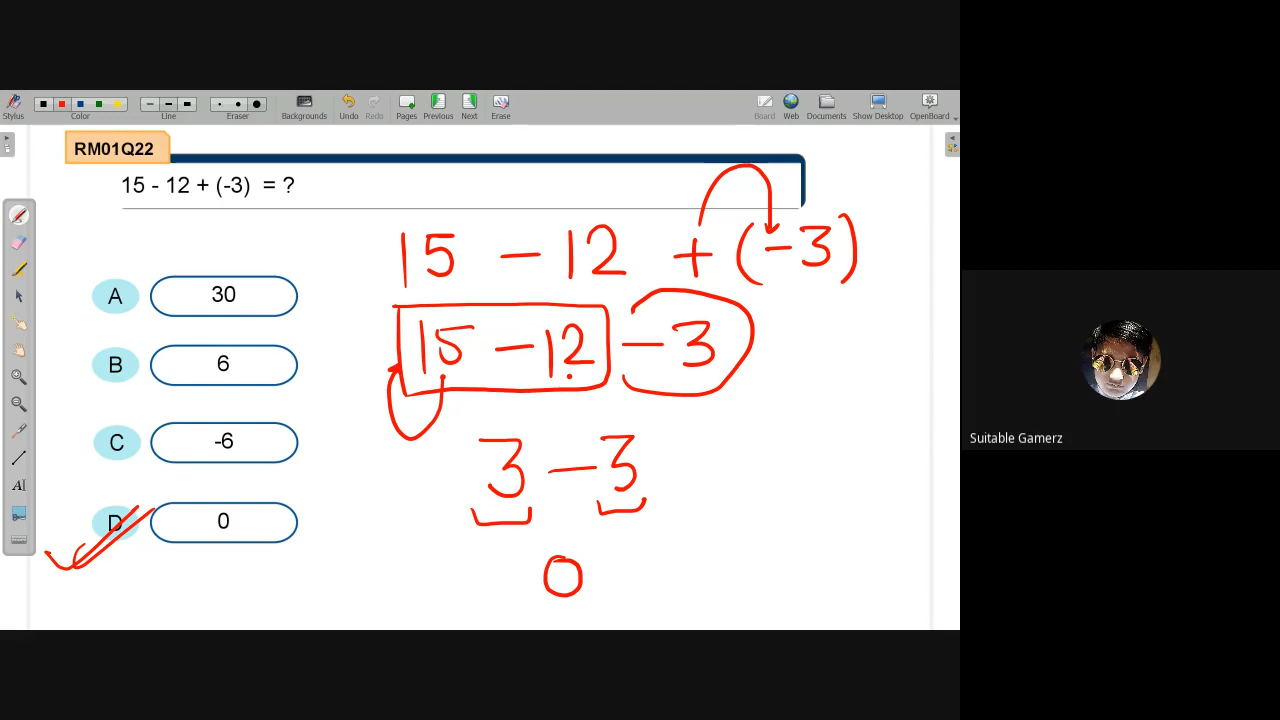 Stylus Color Line Eraser Backgrounds Undo Redo Pages Previous Next Erase Board Web Documents Show Desktop OpenBoard
RM01Q22
15 - 12 + (-3) = ?
15 - 12 + (-3)
15 - 12 - 3
3 - 3
0
A 30
B 6
C -6
D 0
Suitable Gamerz